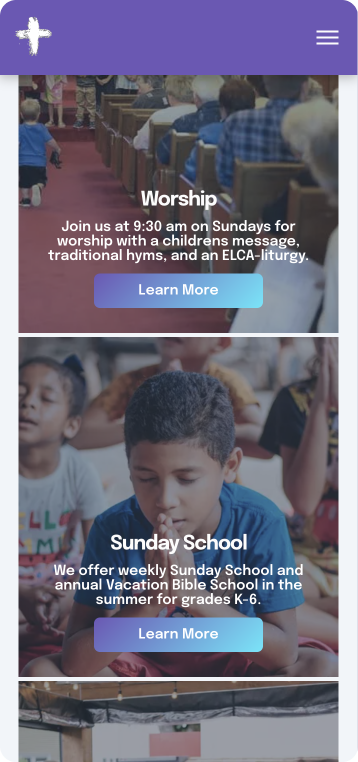 Worship
Join us at 9:30 am on Sundays for
worship with a childrens message,
traditional hyms, and an ELCA-liturgy.
Learn More
Sunday School
We offer weekly Sunday School and
annual Vacation Bible School in the
summer for grades K-6.
Learn More